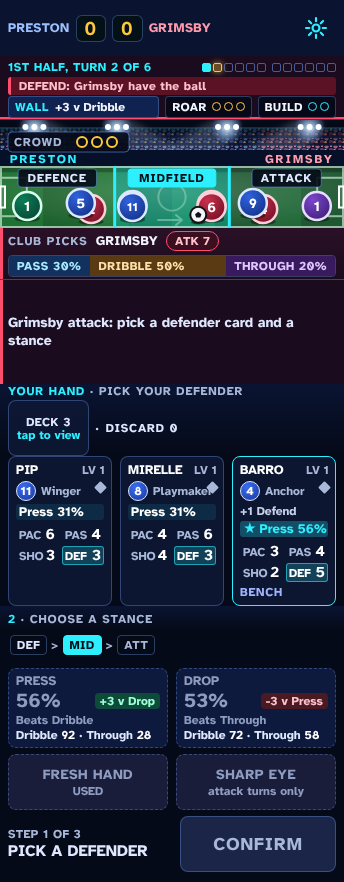 PRESTON 0 0 GRIMSBY
1ST HALF, TURN 2 OF 6
DEFEND: Grimsby have the ball
WALL +3 v Dribble ROAR BUILD
CROWD
PRESTON GRIMSBY
DEFENCE MIDFIELD ATTACK
1 5 11 6 9 1
CLUB PICKS GRIMSBY ATK 7
PASS 30% DRIBBLE 50% THROUGH 20%
Grimsby attack: pick a defender card and a
stance
YOUR HAND · PICK YOUR DEFENDER
DECK 3
tap to view
· DISCARD 0
PIP LV 1
11 Winger
Press 31%
PAC 6 PAS 4
SHO 3 DEF 3
MIRELLE LV 1
8 Playmaker
Press 31%
PAC 4 PAS 6
SHO 4 DEF 3
BARRO LV 1
4 Anchor
+1 Defend
★ Press 56%
PAC 3 PAS 4
SHO 2 DEF 5
BENCH
2 · CHOOSE A STANCE
DEF > MID > ATT
PRESS
56% +3 v Drop
Beats Dribble
Dribble 92 · Through 28
DROP
53% -3 v Press
Beats Through
Dribble 72 · Through 58
FRESH HAND
USED
SHARP EYE
attack turns only
STEP 1 OF 3
PICK A DEFENDER
CONFIRM